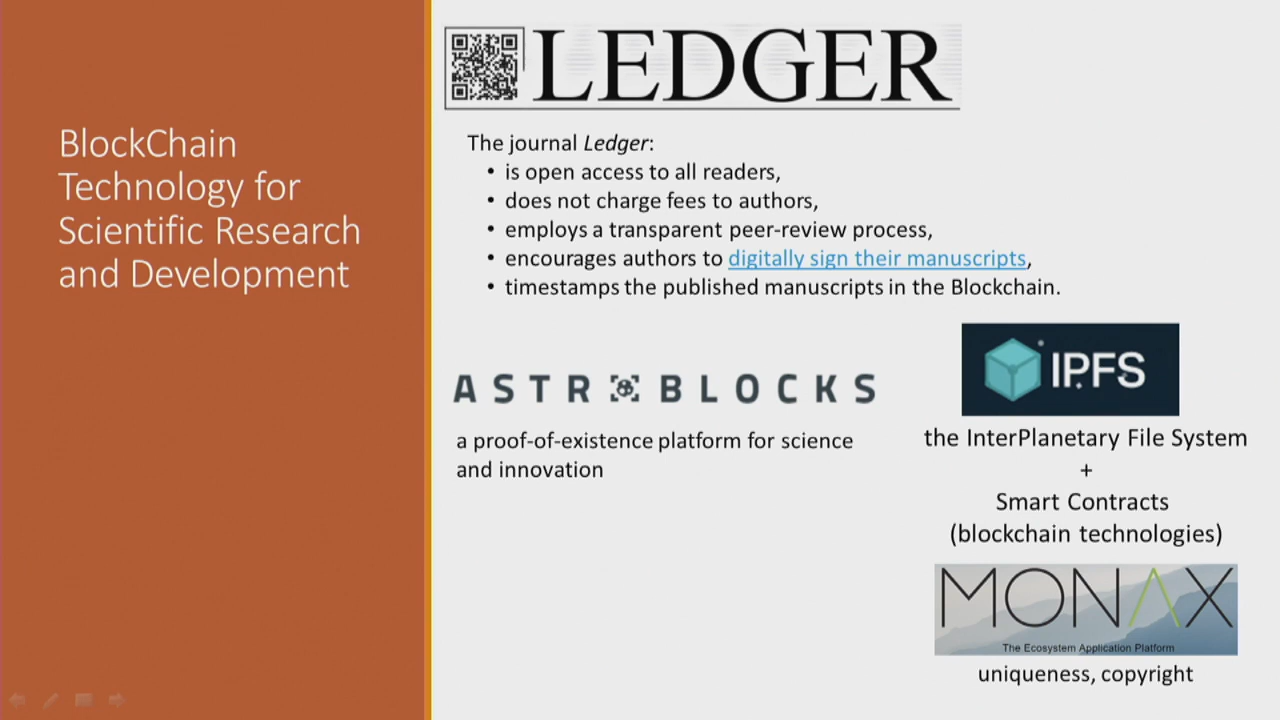 BlockChain
Technology for
Scientific Research
and Development
LEDGER
The journal Ledger:
• is open access to all readers,
• does not charge fees to authors,
• employs a transparent peer-review process,
• encourages authors to digitally sign their manuscripts,
• timestamps the published manuscripts in the Blockchain.
ASTROBLOCKS
a proof-of-existence platform for science
and innovation
IPFS
the InterPlanetary File System
+
Smart Contracts
(blockchain technologies)
MONAX
The Ecosystem Application Platform
uniqueness, copyright